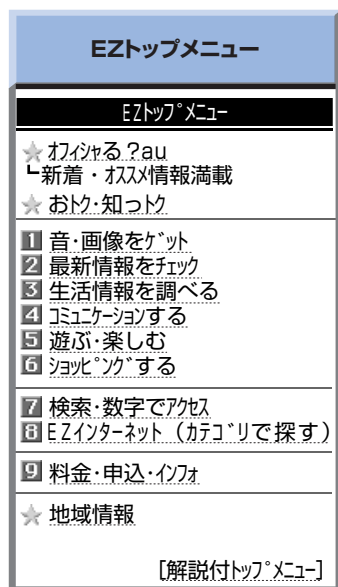 EZトップメニュー
EZﾄｯﾌﾟﾒﾆｭｰ
★ｵﾌｨｼｬる?au
┗新着・ｵｽｽﾒ情報満載
★おﾄｸ･知っﾄｸ
1 音･画像をｹﾞｯﾄ
2 最新情報をﾁｪｯｸ
3 生活情報を調べる
4 ｺﾐｭﾆｹｰｼｮﾝする
5 遊ぶ･楽しむ
6 ｼｮｯﾋﾟﾝｸﾞする
7 検索･数字でｱｸｾｽ
8 EZｲﾝﾀｰﾈｯﾄ（ｶﾃｺﾞﾘで探す）
9 料金･申込･ｲﾝﾌｫ
★ 地域情報
[解説付ﾄｯﾌﾟﾒﾆｭｰ]